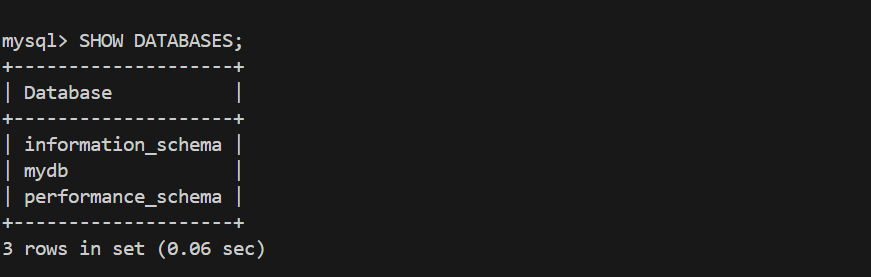 mysql> SHOW DATABASES;
+--------------------+
| Database           |
+--------------------+
| information_schema |
| mydb               |
| performance_schema |
+--------------------+
3 rows in set (0.06 sec)